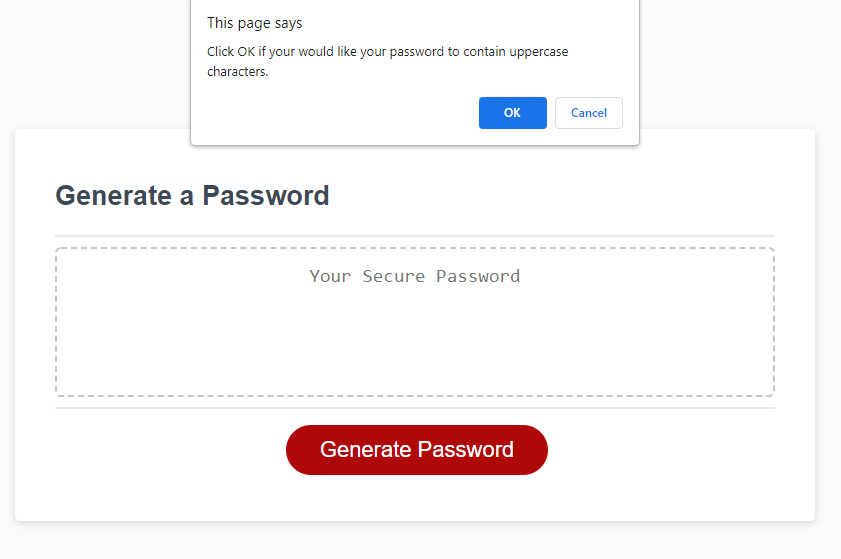 This page says
Click OK if your would like your password to contain uppercase
characters.
OK
Cancel
Generate a Password
Your Secure Password
Generate Password